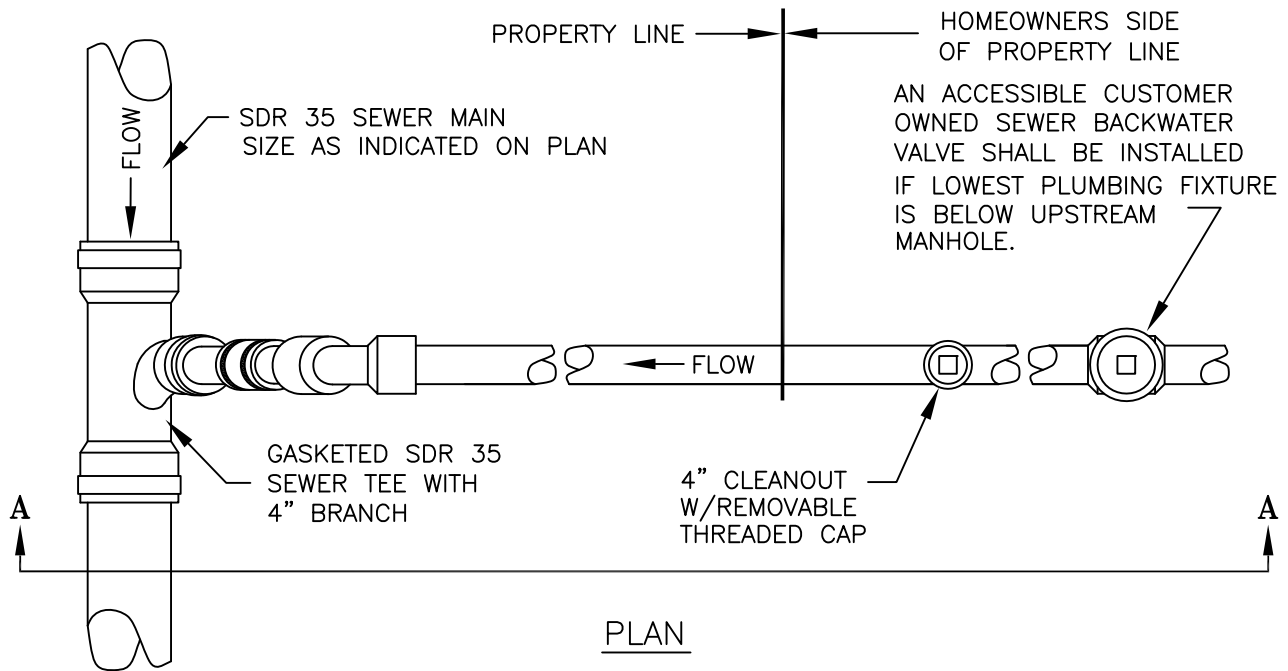 PROPERTY LINE
HOMEOWNERS SIDE
OF PROPERTY LINE
AN ACCESSIBLE CUSTOMER
OWNED SEWER BACKWATER
VALVE SHALL BE INSTALLED
IF LOWEST PLUMBING FIXTURE
IS BELOW UPSTREAM
MANHOLE.
SDR 35 SEWER MAIN
SIZE AS INDICATED ON PLAN
FLOW
FLOW
GASKETED SDR 35
SEWER TEE WITH
4" BRANCH
4" CLEANOUT
W/REMOVABLE
THREADED CAP
A
A
PLAN